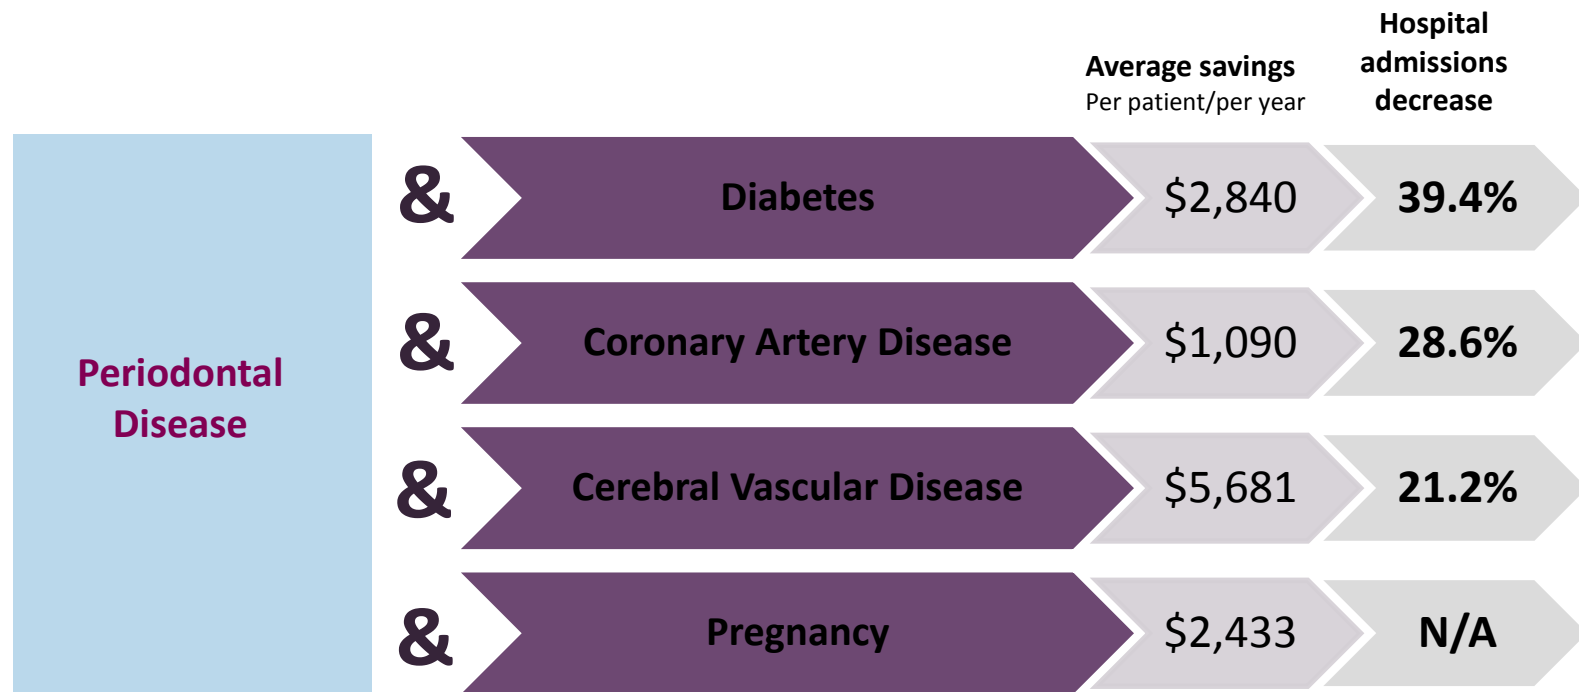 Average savings
Per patient/per year
Hospital
admissions
decrease
Periodontal
Disease
& Diabetes $2,840 39.4%
& Coronary Artery Disease $1,090 28.6%
& Cerebral Vascular Disease $5,681 21.2%
& Pregnancy $2,433 N/A